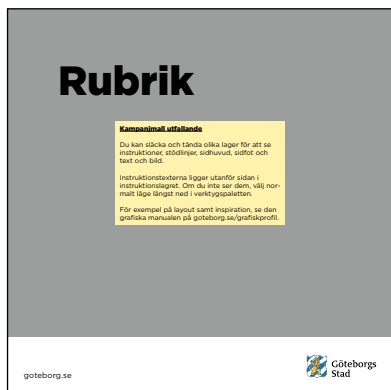 Rubrik
Kampanjmall utfallande
Du kan släcka och tända olika lager för att se
instruktioner, stödlinjer, sidhuvud, sidfot och
text och bild.
Instruktionstexterna ligger utanför sidan i
instruktionslagret. Om du inte ser dem, välj nor-
malt läge längst ned i verktygspaletten.
För exempel på layout samt inspiration, se den
grafiska manualen på goteborg.se/grafiskprofil.
goteborg.se
Göteborgs
Stad